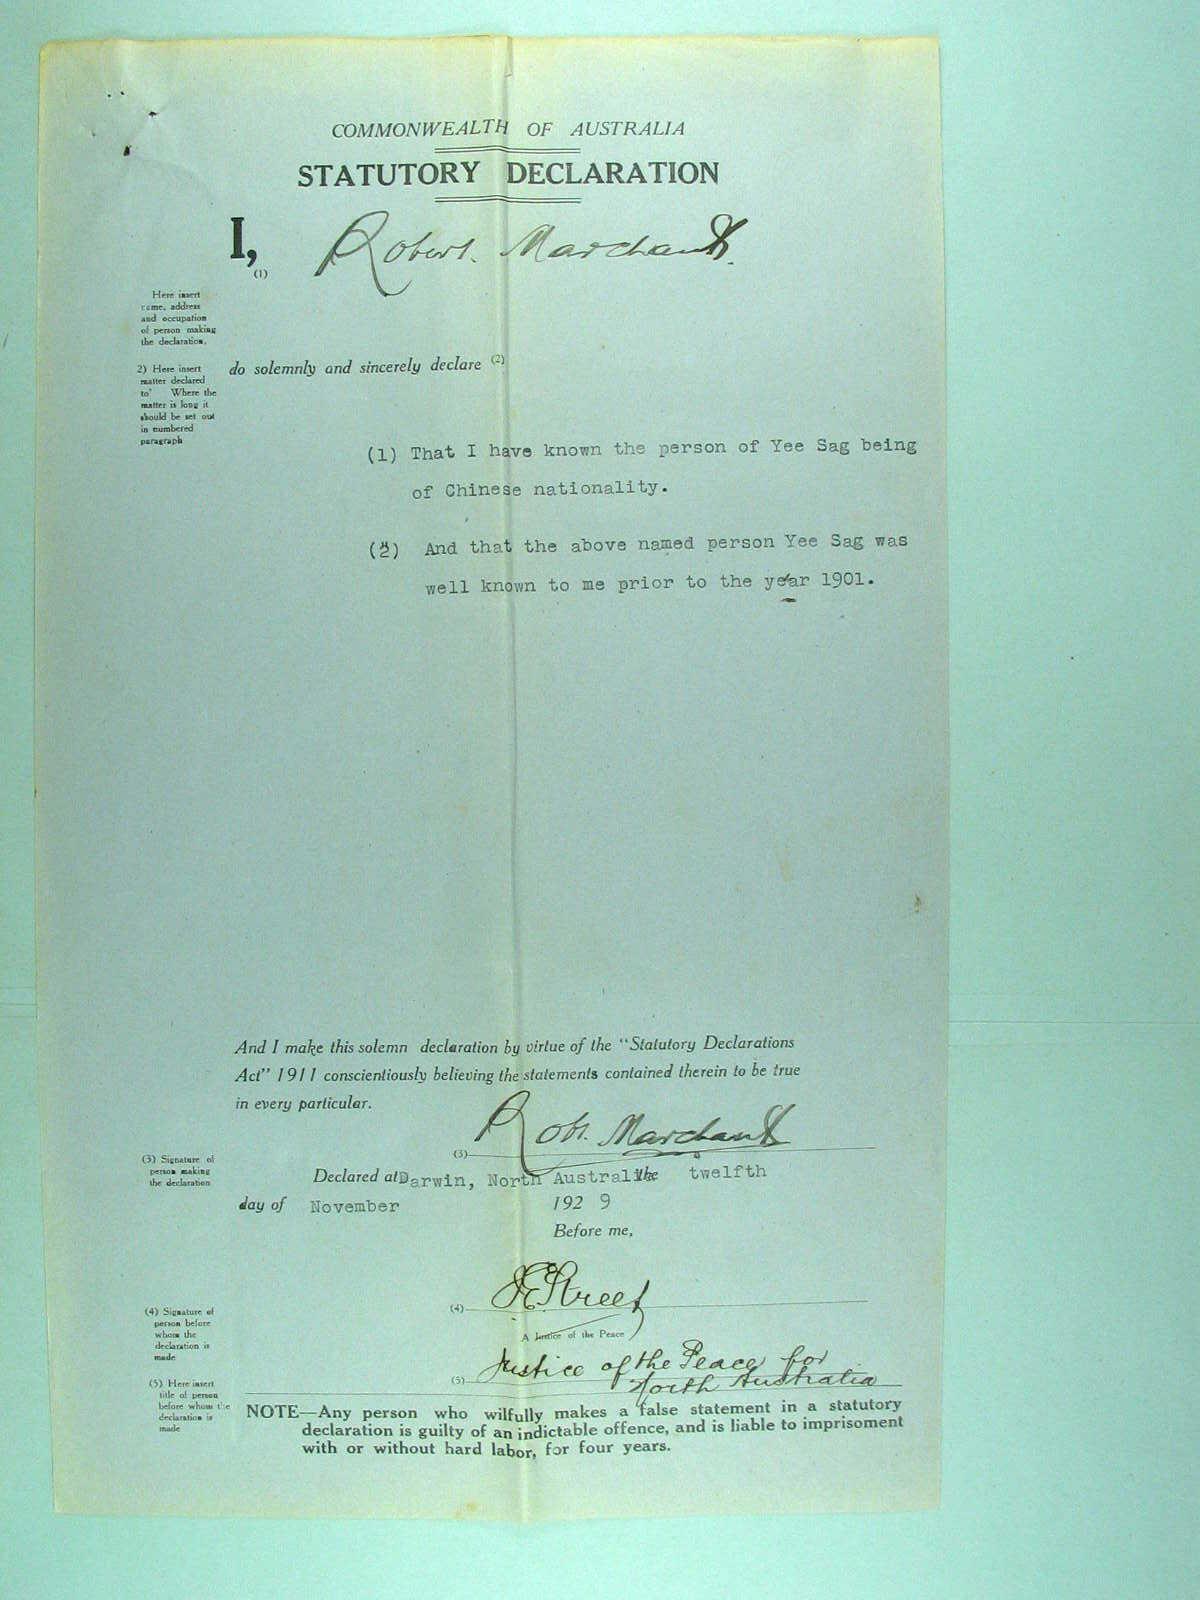 COMMONWEALTH OF AUSTRALIA
STATUTORY DECLARATION
I, Robert. Marchant.
(1)
Here insert
name, address
and occupation
of person making
the declaration.
do solemnly and sincerely declare (2)
2) Here insert
matter declared
to' Where the
matter is long it
should be set out
in numbered
paragraph
(1) That I have known the person of Yee Sag being
of Chinese nationality.
(2) And that the above named person Yee Sag was
well known to me prior to the year 1901.
And I make this solemn declaration by virtue of the "Statutory Declarations
Act" 1911 conscientiously believing the statements contained therein to be true
in every particular.
(3) Robt. Marchant
(3) Signature of
person making
the declaration
Declared at Darwin, North Australia the twelfth
day of November 192 9
Before me,
(4) J E Street
A Justice of the Peace
(4) Signature of
person before
whom the
declaration is
made
(5) Justice of the Peace for
North Australia
(5) Here insert
title of person
before whom the
declaration is
made
NOTE—Any person who wilfully makes a false statement in a statutory
declaration is guilty of an indictable offence, and is liable to imprisoment
with or without hard labor, for four years.